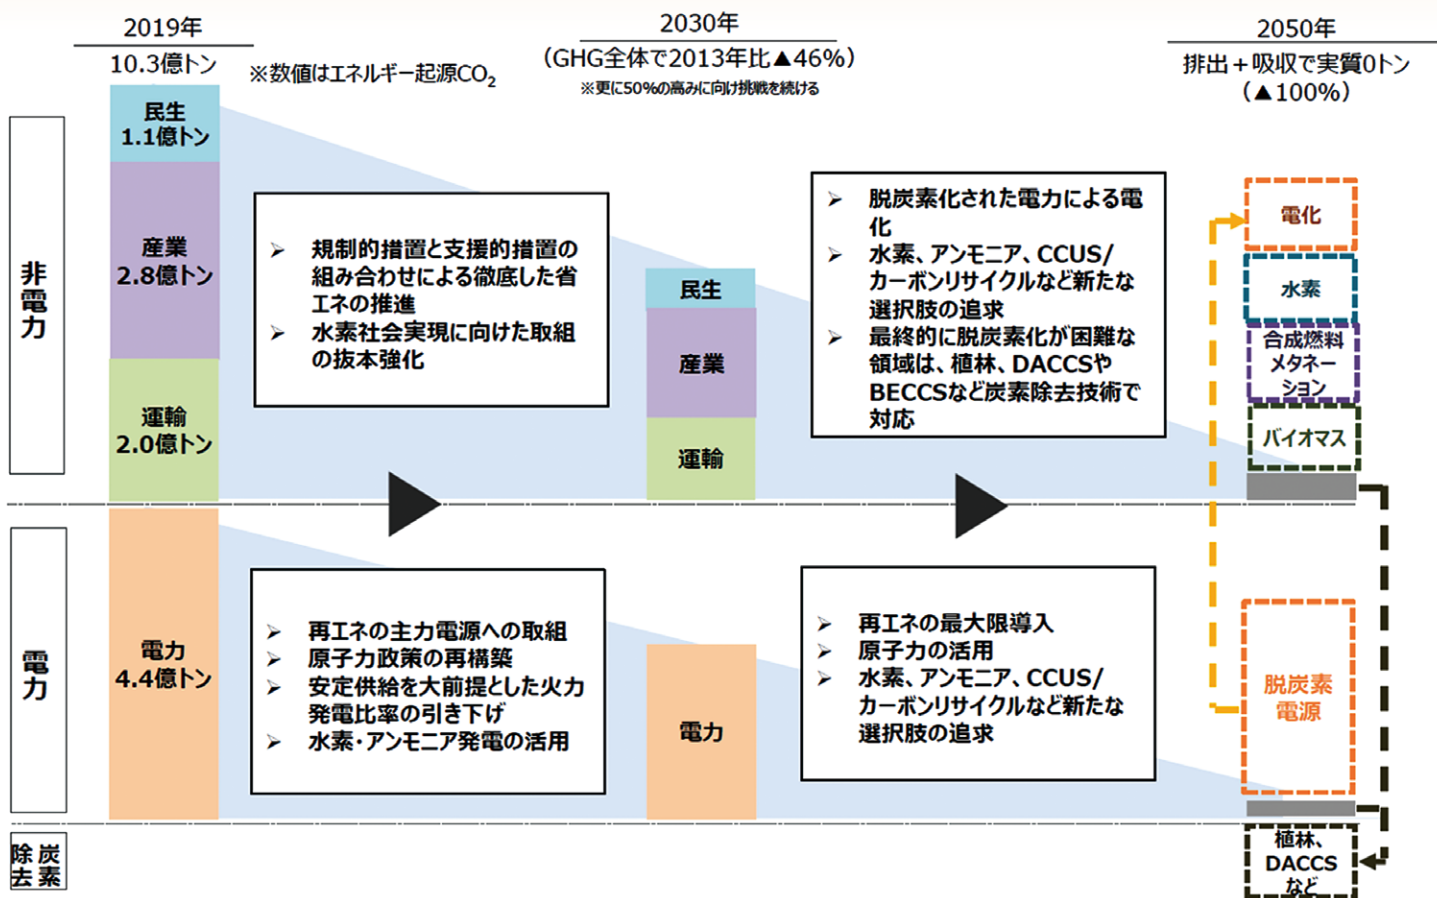 2019年
10.3億トン
※数値はエネルギー起源CO2
2030年
(GHG全体で2013年比▲46%)
※更に50%の高みに向け挑戦を続ける
2050年
排出+吸収で実質0トン
(▲100%)
非電力
民生
1.1億トン
産業
2.8億トン
運輸
2.0億トン
➢ 規制的措置と支援的措置の
組み合わせによる徹底した省
エネの推進
➢ 水素社会実現に向けた取組
の抜本強化
民生
産業
運輸
➢ 脱炭素化された電力による電
化
➢ 水素、アンモニア、CCUS/
カーボンリサイクルなど新たな
選択肢の追求
➢ 最終的に脱炭素化が困難な
領域は、植林、DACCSや
BECCSなど炭素除去技術で
対応
電化
水素
合成燃料
メタネー
ション
バイオマス
電力
電力
4.4億トン
➢ 再エネの主力電源への取組
➢ 原子力政策の再構築
➢ 安定供給を大前提とした火力
発電比率の引き下げ
➢ 水素・アンモニア発電の活用
電力
➢ 再エネの最大限導入
➢ 原子力の活用
➢ 水素、アンモニア、CCUS/
カーボンリサイクルなど新たな
選択肢の追求
脱炭素
電源
炭素
除去
植林、
DACCS
など